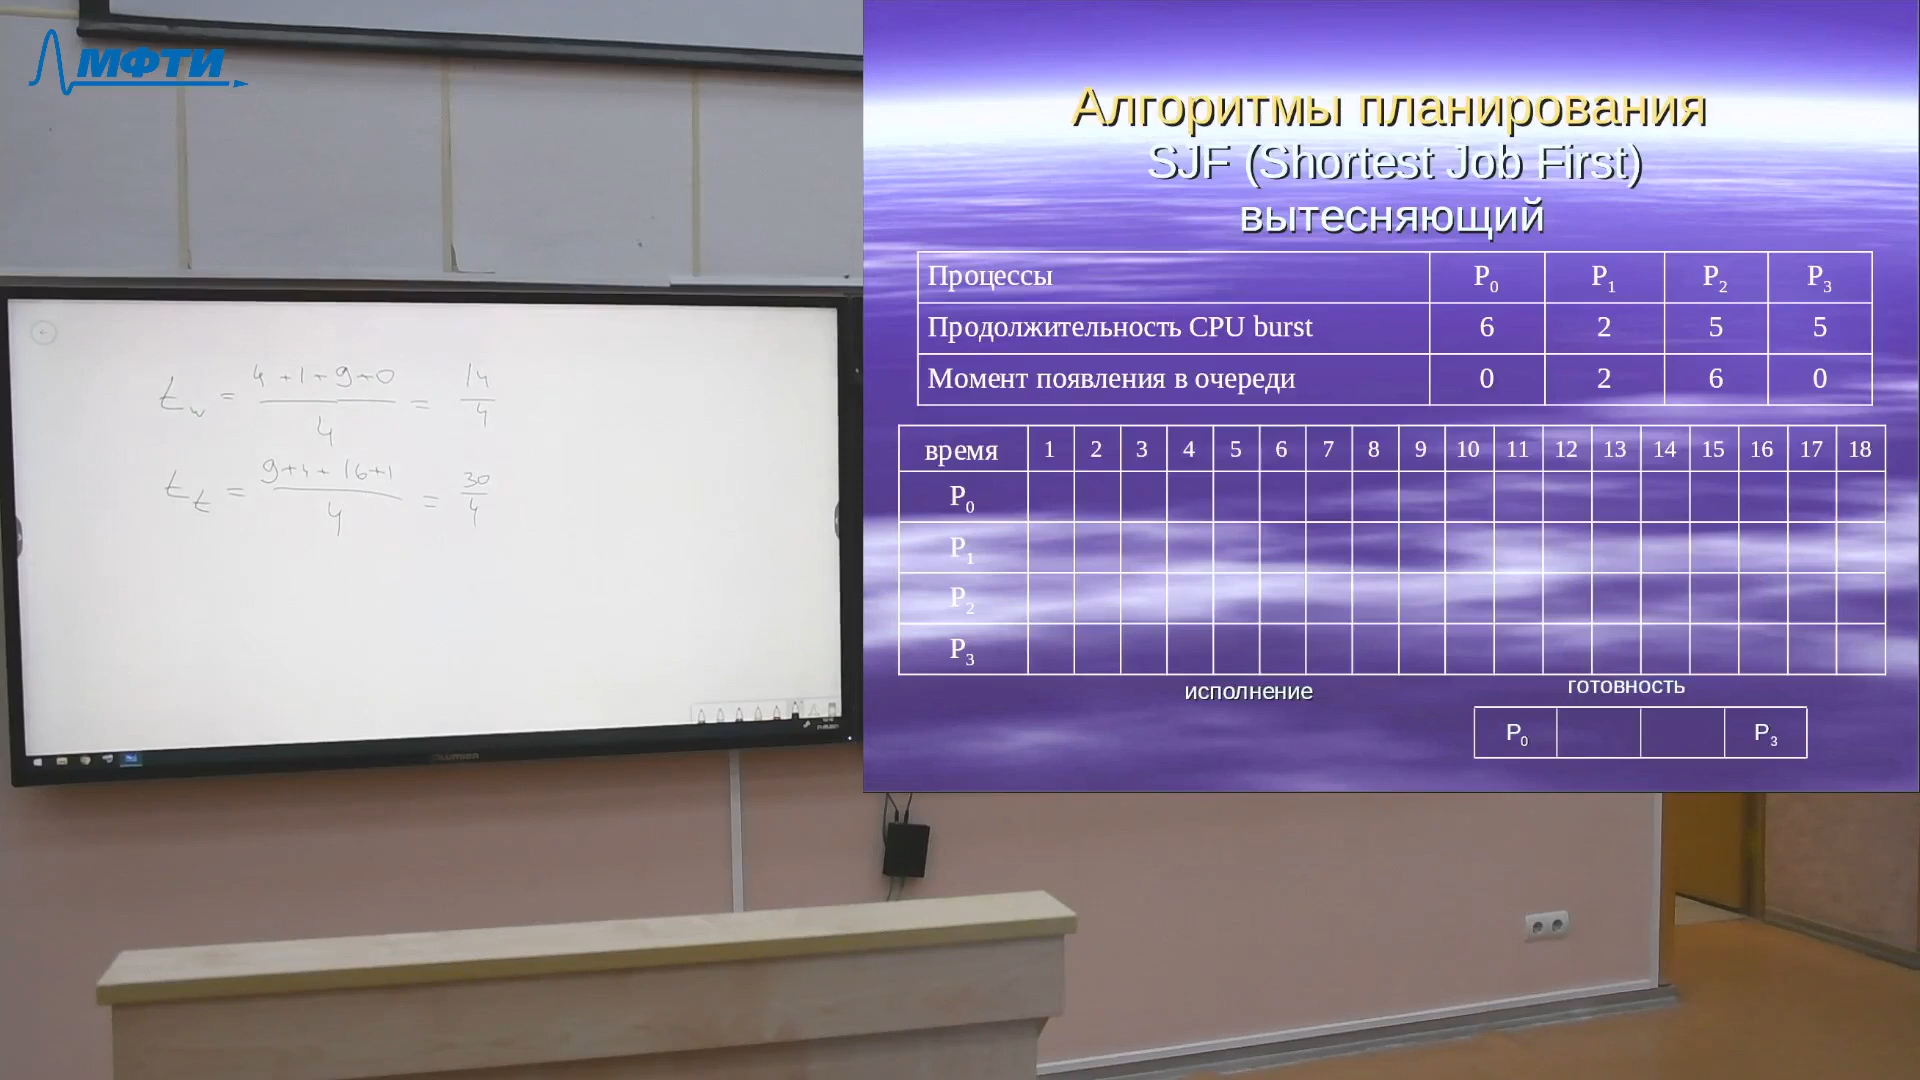 МФТИ
t_w = (4+1+9+0)/4 = 14/4
t_t = (9+4+16+1)/4 = 30/4
Алгоритмы планирования
SJF (Shortest Job First)
вытесняющий
Процессы P0 P1 P2 P3
Продолжительность CPU burst 6 2 5 5
Момент появления в очереди 0 2 6 0
время 1 2 3 4 5 6 7 8 9 10 11 12 13 14 15 16 17 18
P0
P1
P2
P3
исполнение
готовность
P0 P3